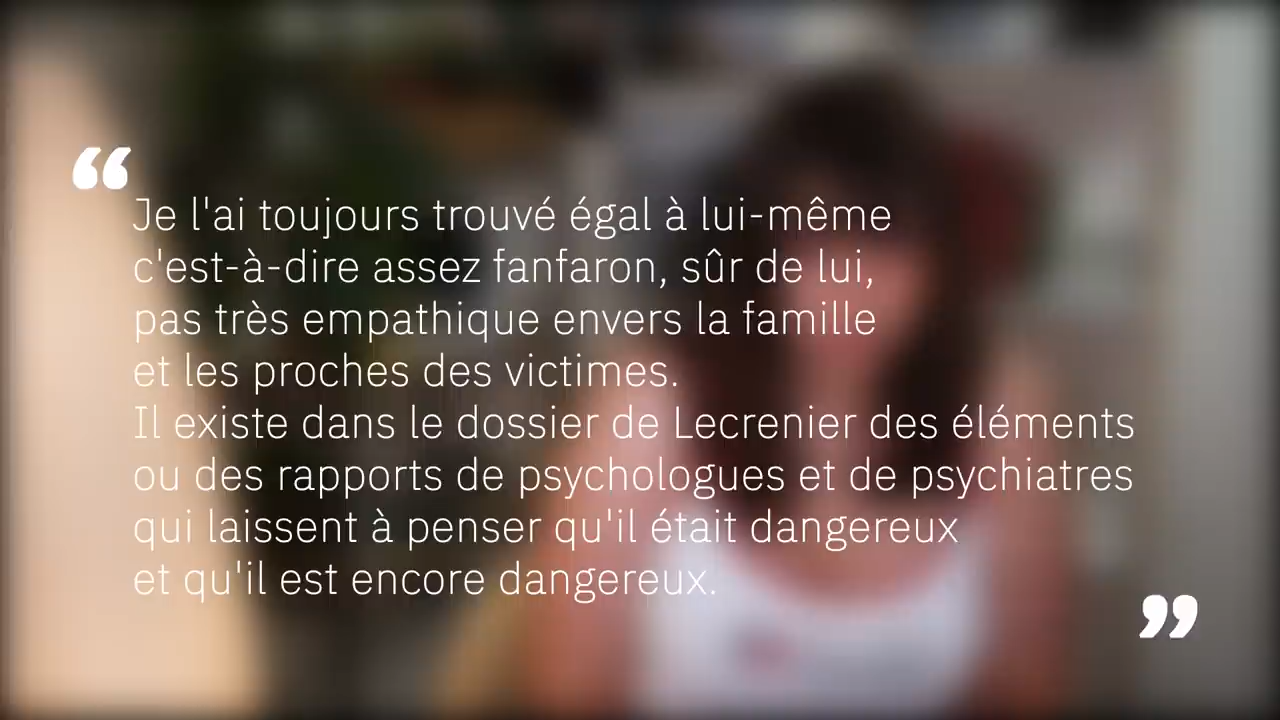 “
Je l'ai toujours trouvé égal à lui-même
c'est-à-dire assez fanfaron, sûr de lui,
pas très empathique envers la famille
et les proches des victimes.
Il existe dans le dossier de Lecrenier des éléments
ou des rapports de psychologues et de psychiatres
qui laissent à penser qu'il était dangereux
et qu'il est encore dangereux.
”